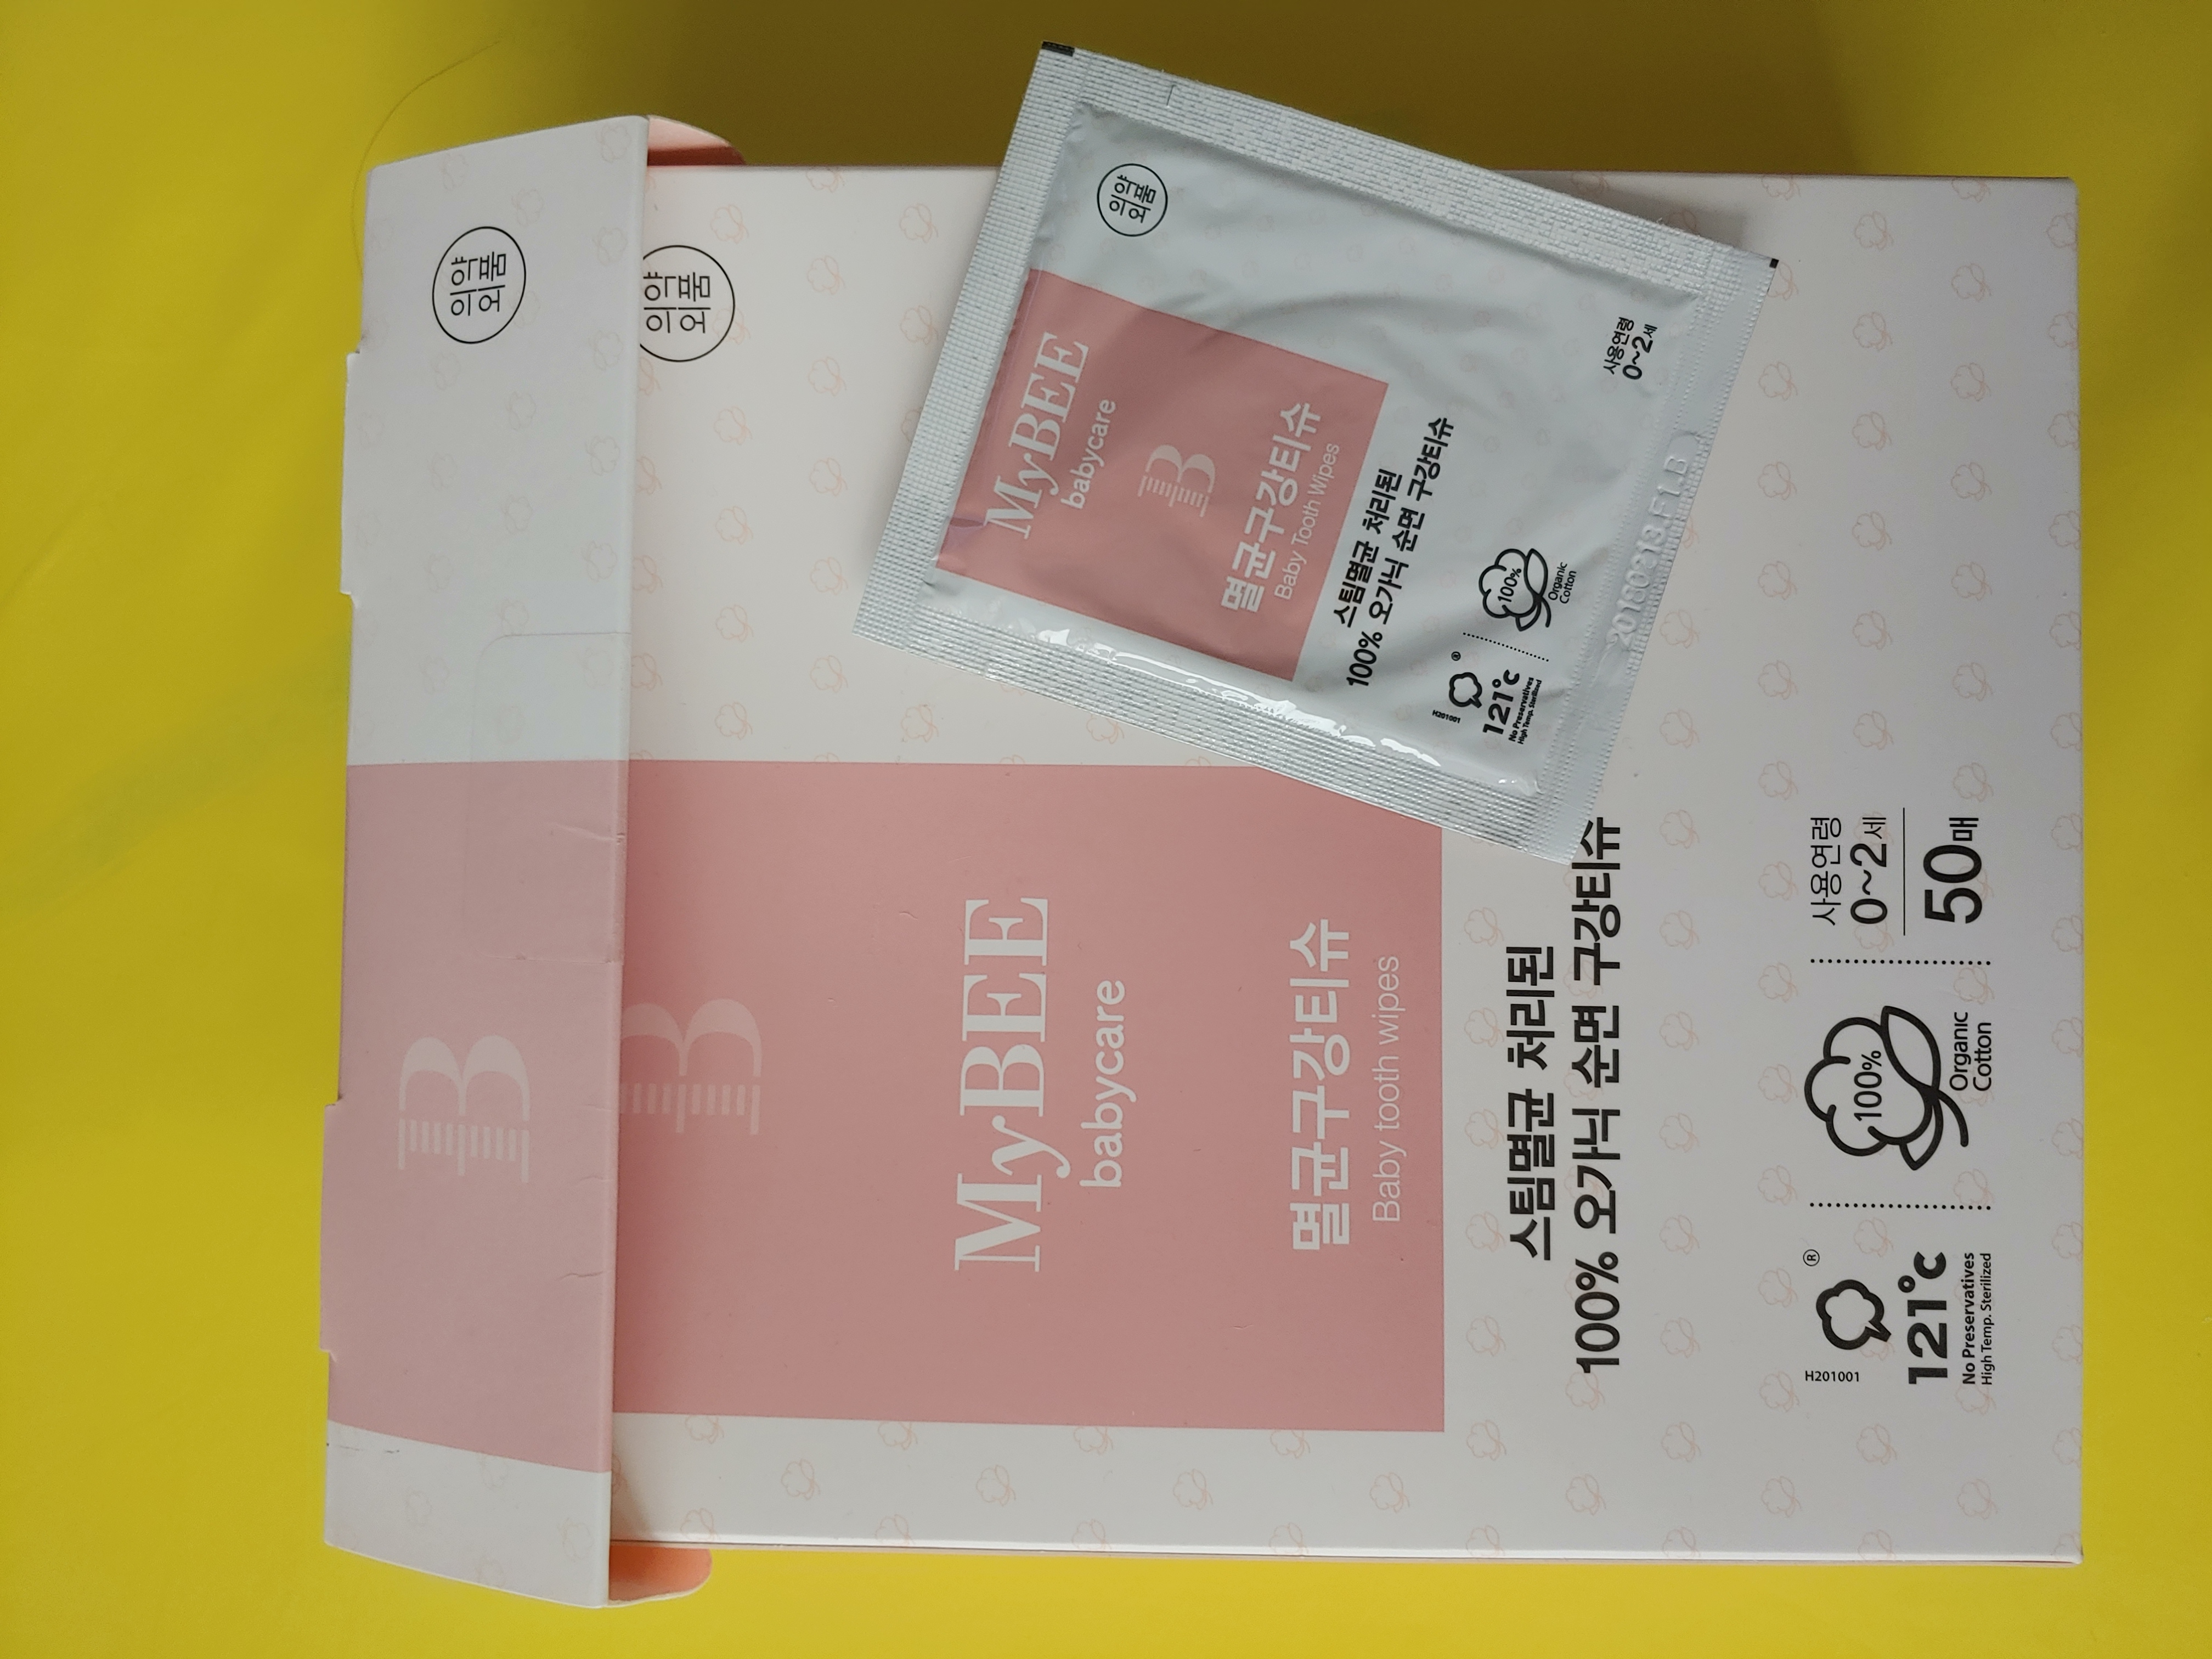 의약
외품
의약
외품
B
B
MyBEE
babycare
멸균구강티슈
Baby tooth wipes
스팀멸균 처리된
100% 오가닉 순면 구강티슈
H201001
®
121°c
No Preservatives
High Temp. Sterilized
100%
Organic
Cotton
사용연령
0~2세
50매
의약
외품
MyBEE
babycare
B
멸균구강티슈
Baby Tooth Wipes
스팀멸균 처리된
100% 오가닉 순면 구강티슈
H201001
®
121°c
No Preservatives
High Temp. Sterilized
100%
Organic
Cotton
사용연령
0~2세